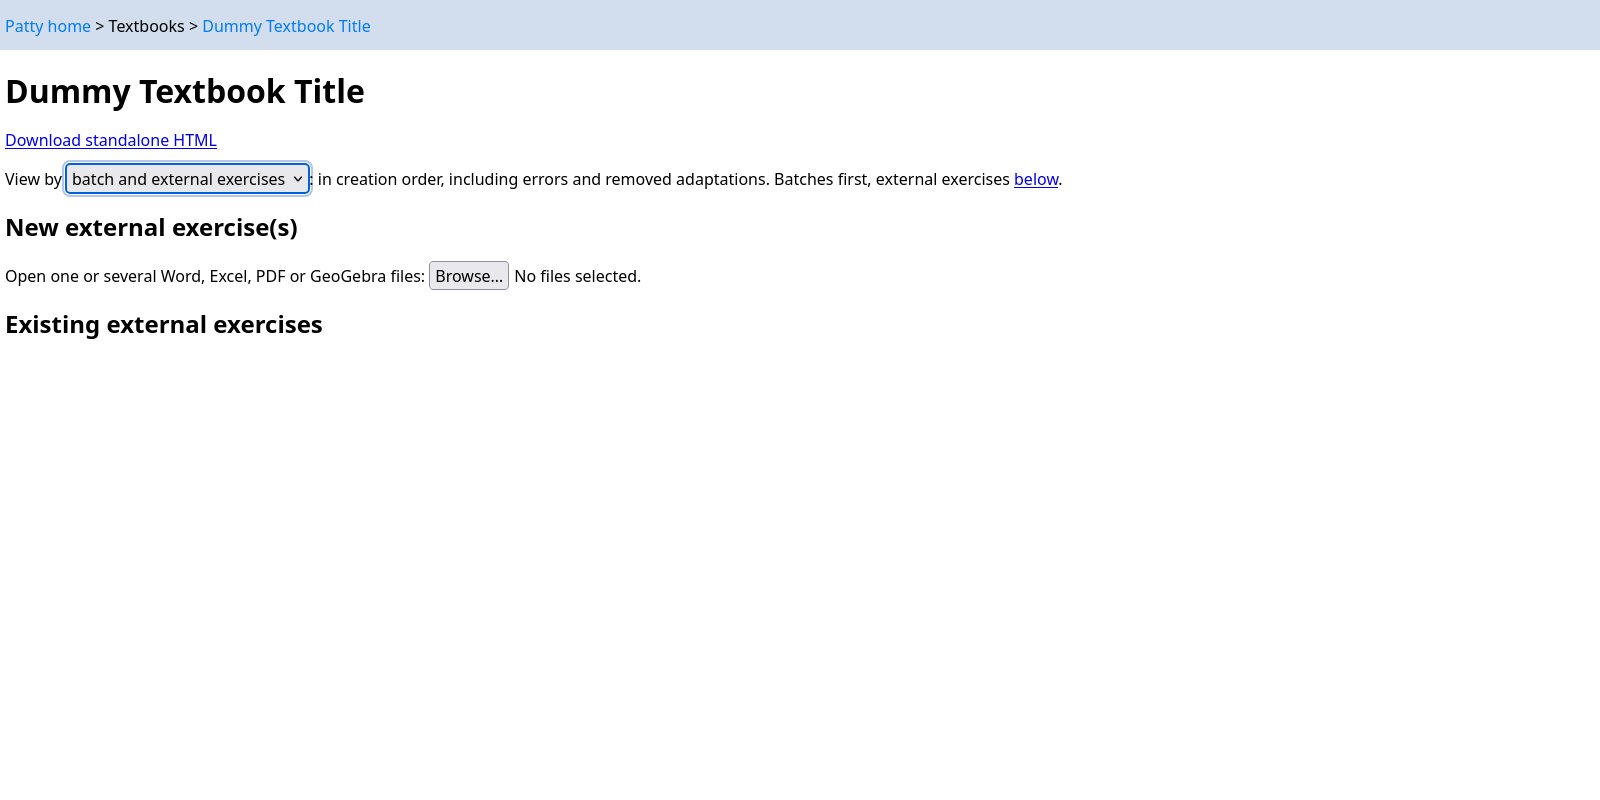 Patty home > Textbooks > Dummy Textbook Title
Dummy Textbook Title
Download standalone HTML
View by batch and external exercises : in creation order, including errors and removed adaptations. Batches first, external exercises below.
New external exercise(s)
Open one or several Word, Excel, PDF or GeoGebra files: Browse... No files selected.
Existing external exercises